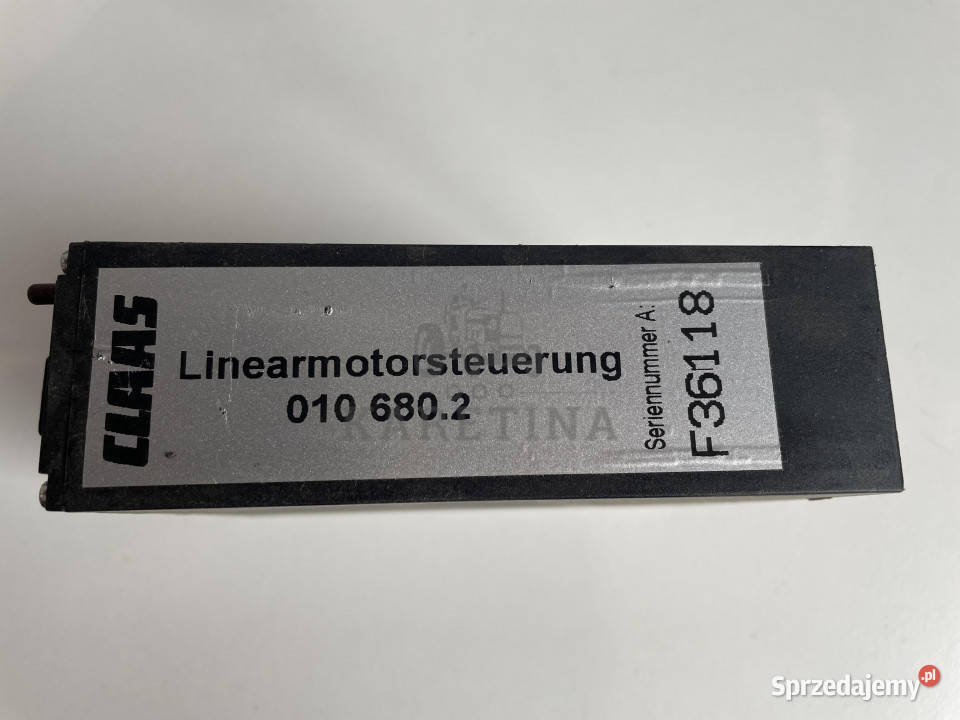 CLAAS
Linearmotorsteuerung
010 680.2
KARETINA
Seriennummer A:
F36118
Sprzedajemy.pl